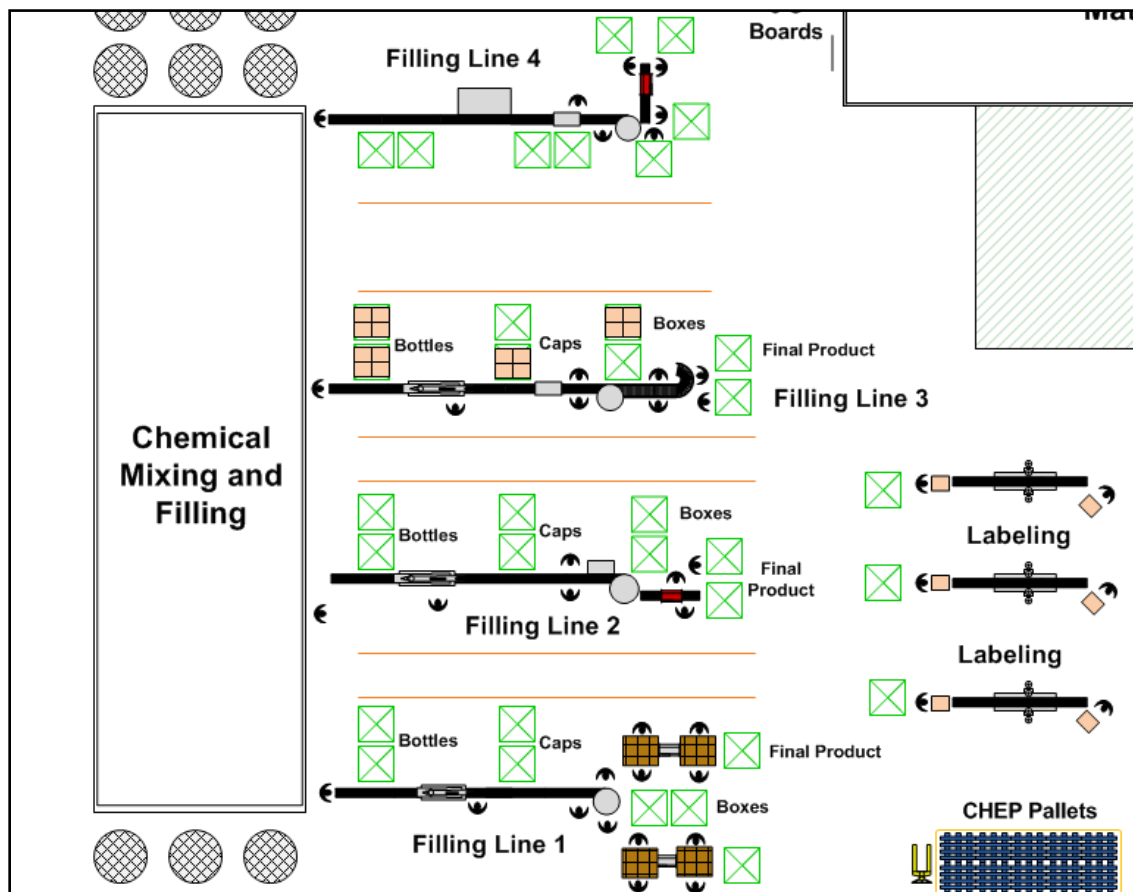 Boards
Filling Line 4
Bottles
Caps
Boxes
Final Product
Filling Line 3
Chemical
Mixing and
Filling
Bottles
Caps
Boxes
Final
Product
Filling Line 2
Labeling
Labeling
Bottles
Caps
Final Product
Boxes
Filling Line 1
CHEP Pallets